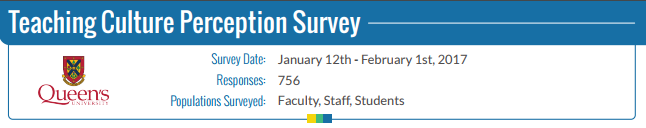 Teaching Culture Perception Survey
Survey Date: January 12th - February 1st, 2017
Responses: 756
Populations Surveyed: Faculty, Staff, Students
Queen's
UNIVERSITY